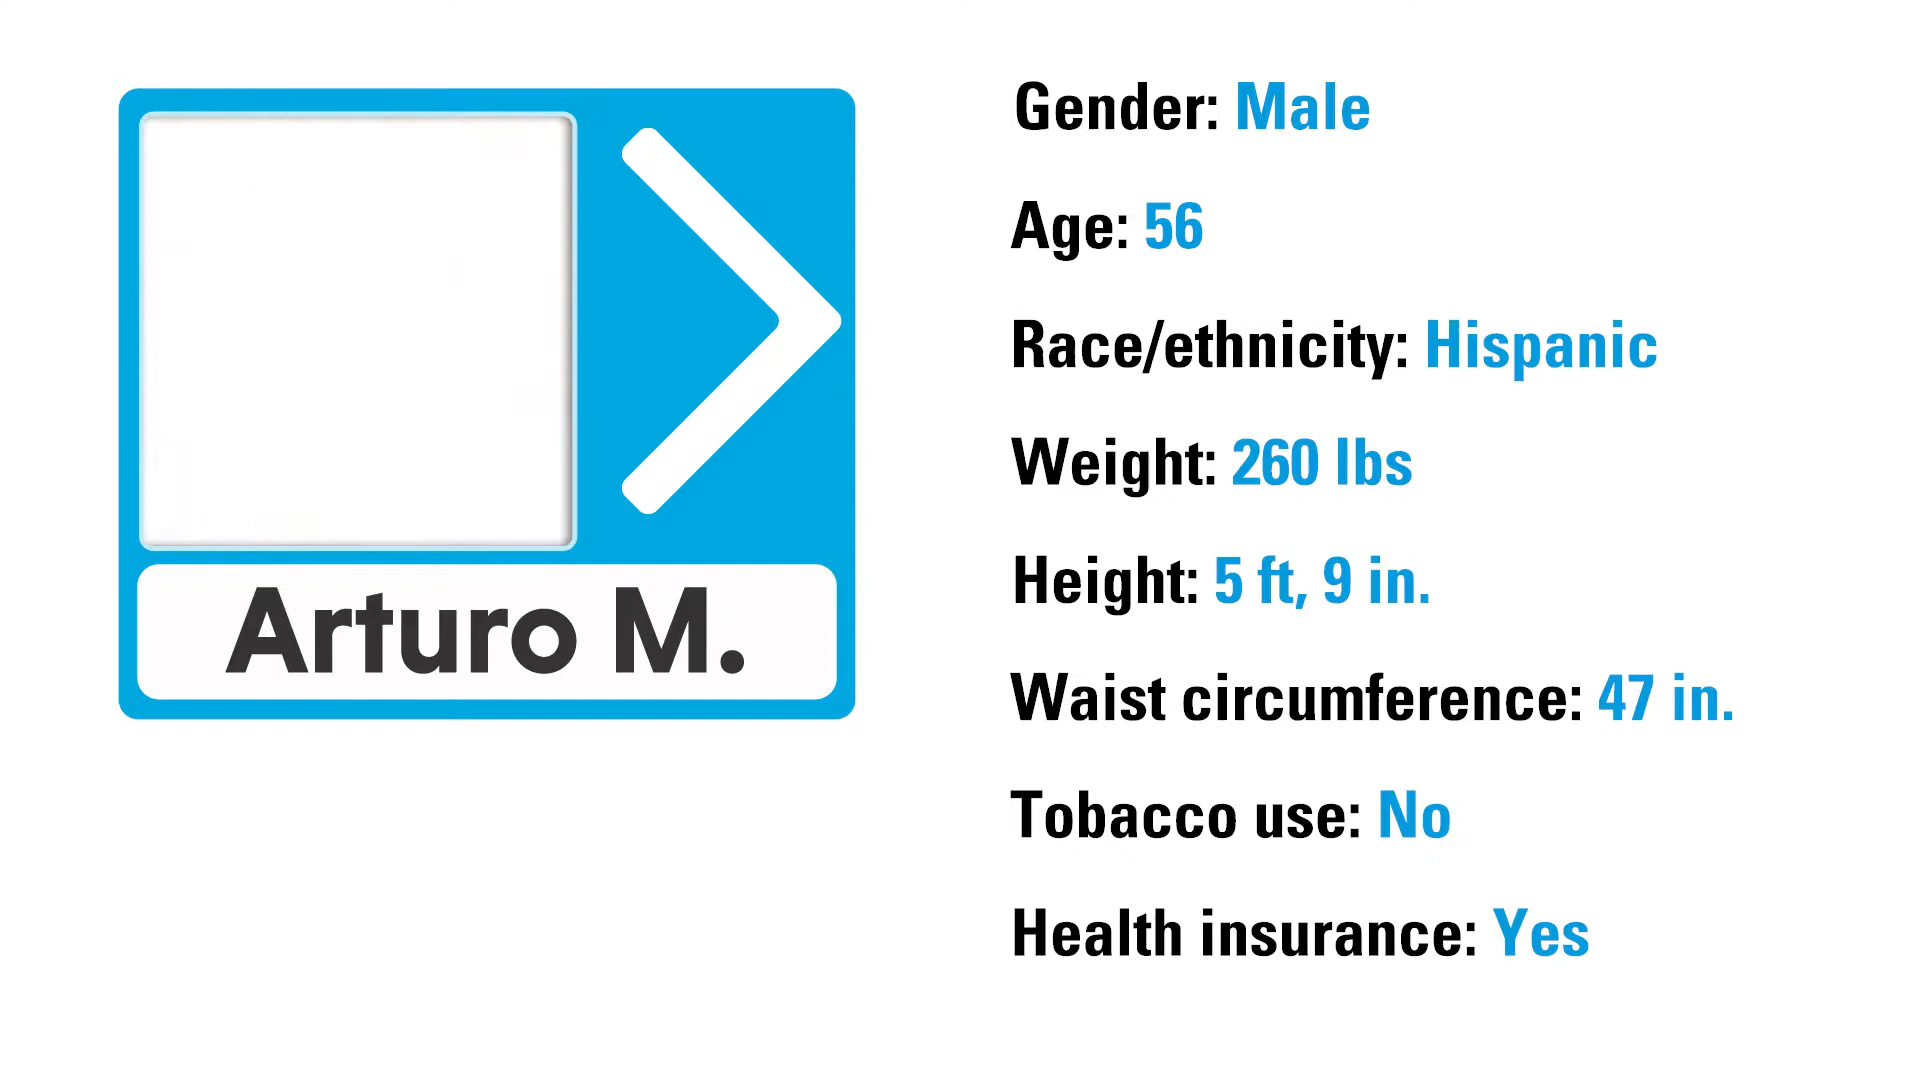 Arturo M.
Gender: Male
Age: 56
Race/ethnicity: Hispanic
Weight: 260 lbs
Height: 5 ft, 9 in.
Waist circumference: 47 in.
Tobacco use: No
Health insurance: Yes